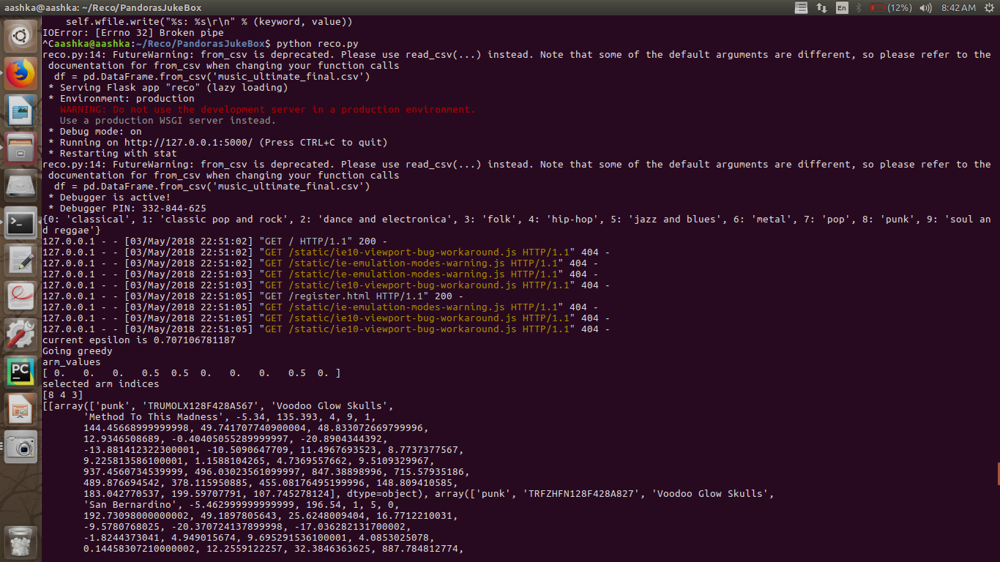 aashka@aashka: ~/Reco/PandorasJukeBox
En
(12%)
8:42 AM
self.wfile.write("%s: %s\r\n" % (keyword, value))
IOError: [Errno 32] Broken pipe
^Caashka@aashka:~/Reco/PandorasJukeBox$ python reco.py
reco.py:14: FutureWarning: from_csv is deprecated. Please use read_csv(...) instead. Note that some of the default arguments are different, so please refer to the
documentation for from_csv when changing your function calls
df = pd.DataFrame.from_csv('music_ultimate_final.csv')
* Serving Flask app "reco" (lazy loading)
* Environment: production
WARNING: Do not use the development server in a production environment.
Use a production WSGI server instead.
* Debug mode: on
* Running on http://127.0.0.1:5000/ (Press CTRL+C to quit)
* Restarting with stat
reco.py:14: FutureWarning: from_csv is deprecated. Please use read_csv(...) instead. Note that some of the default arguments are different, so please refer to the
documentation for from_csv when changing your function calls
df = pd.DataFrame.from_csv('music_ultimate_final.csv')
* Debugger is active!
* Debugger PIN: 332-844-625
{0: 'classical', 1: 'classic pop and rock', 2: 'dance and electronica', 3: 'folk', 4: 'hip-hop', 5: 'jazz and blues', 6: 'metal', 7: 'pop', 8: 'punk', 9: 'soul an
d reggae'}
127.0.0.1 - - [03/May/2018 22:51:02] "GET / HTTP/1.1" 200 -
127.0.0.1 - - [03/May/2018 22:51:02] "GET /static/ie10-viewport-bug-workaround.js HTTP/1.1" 404 -
127.0.0.1 - - [03/May/2018 22:51:02] "GET /static/ie-emulation-modes-warning.js HTTP/1.1" 404 -
127.0.0.1 - - [03/May/2018 22:51:03] "GET /static/ie-emulation-modes-warning.js HTTP/1.1" 404 -
127.0.0.1 - - [03/May/2018 22:51:03] "GET /static/ie10-viewport-bug-workaround.js HTTP/1.1" 404 -
127.0.0.1 - - [03/May/2018 22:51:05] "GET /register.html HTTP/1.1" 200 -
127.0.0.1 - - [03/May/2018 22:51:05] "GET /static/ie-emulation-modes-warning.js HTTP/1.1" 404 -
127.0.0.1 - - [03/May/2018 22:51:05] "GET /static/ie10-viewport-bug-workaround.js HTTP/1.1" 404 -
127.0.0.1 - - [03/May/2018 22:51:05] "GET /static/ie10-viewport-bug-workaround.js HTTP/1.1" 404 -
current epsilon is 0.707106781187
Going greedy
arm_values
[ 0.   0.   0.   0.5  0.5  0.   0.   0.   0.5  0. ]
selected arm indices
[8 4 3]
[[array(['punk', 'TRUMOLX128F428A567', 'Voodoo Glow Skulls',
'Method To This Madness', -5.34, 135.393, 4, 9, 1,
144.45668999999998, 49.741707740900004, 48.833072669799996,
12.9346508689, -0.40405055289999997, -20.8904344392,
-13.881412322300001, -10.5090647709, 11.4967693523, 8.7737377567,
9.225813586100001, 1.1588104265, 4.7369557662, 9.5109329967,
937.4560734539999, 496.03023561099997, 847.38898996, 715.57935186,
489.876694542, 378.115950885, 455.08176495199996, 148.809410585,
183.042770537, 199.59707791, 107.745278124], dtype=object), array(['punk', 'TRFZHFN128F428A827', 'Voodoo Glow Skulls',
'San Bernardino', -5.462999999999999, 196.54, 1, 5, 0,
192.73098000000002, 49.1897805643, 25.6248009404, 16.7712210031,
-9.5780768025, -20.370724137899998, -17.036282131700002,
-1.8244373041, 4.949015674, 9.695291536100001, 4.0853025078,
0.14458307210000002, 12.2559122257, 32.3846363625, 887.784812774,
PC